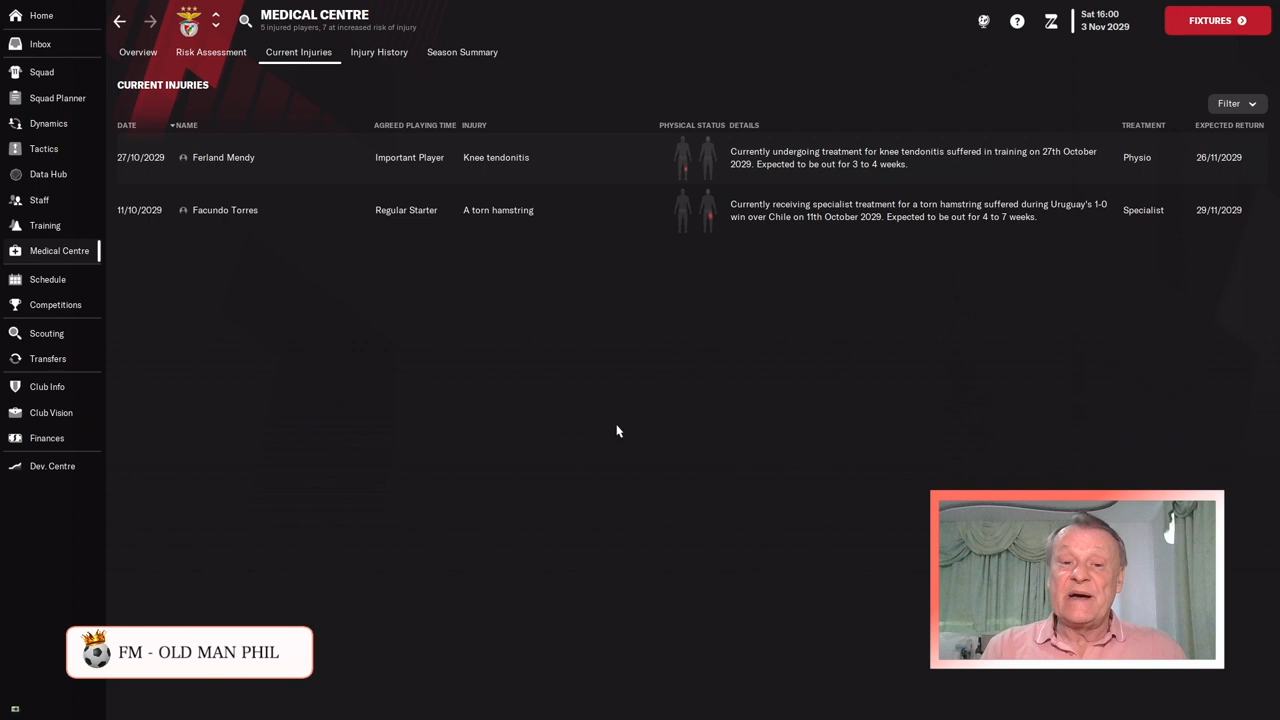 Home
Inbox
Squad
Squad Planner
Dynamics
Tactics
Data Hub
Staff
Training
Medical Centre
Schedule
Competitions
Scouting
Transfers
Club Info
Club Vision
Finances
Dev. Centre
MEDICAL CENTRE
5 injured players, 7 at increased risk of injury
Sat 16:00
3 Nov 2029
FIXTURES
Overview Risk Assessment Current Injuries Injury History Season Summary
CURRENT INJURIES
Filter
DATE NAME AGREED PLAYING TIME INJURY PHYSICAL STATUS DETAILS TREATMENT EXPECTED RETURN
27/10/2029 Ferland Mendy Important Player Knee tendonitis Currently undergoing treatment for knee tendonitis suffered in training on 27th October Physio 26/11/2029
2029. Expected to be out for 3 to 4 weeks.
11/10/2029 Facundo Torres Regular Starter A torn hamstring Currently receiving specialist treatment for a torn hamstring suffered during Uruguay's 1-0 Specialist 29/11/2029
win over Chile on 11th October 2029. Expected to be out for 4 to 7 weeks.
FM - OLD MAN PHIL